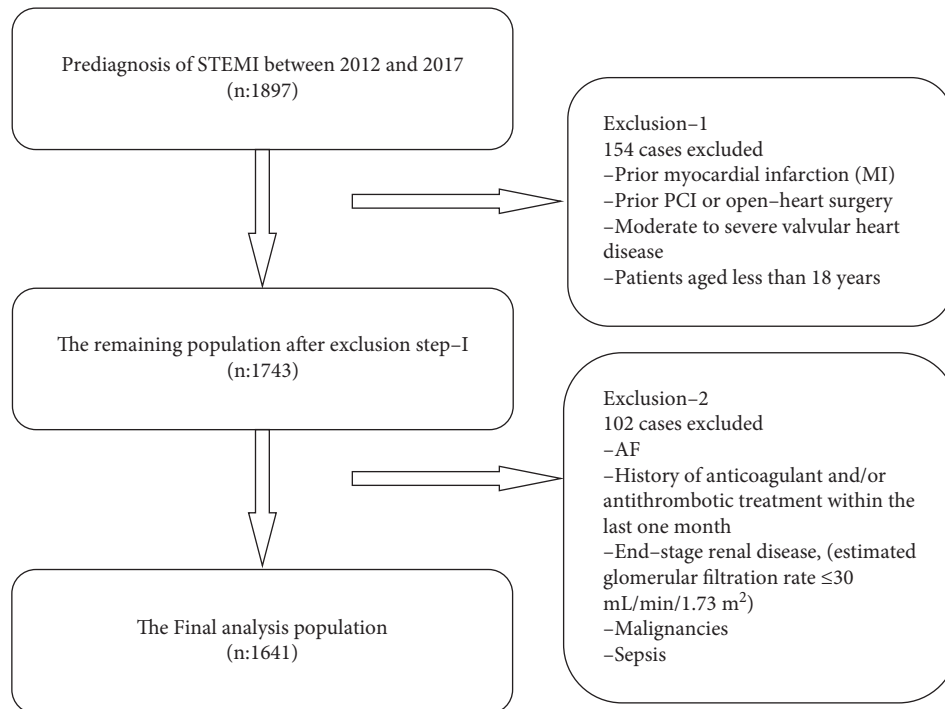 Prediagnosis of STEMI between 2012 and 2017
(n:1897)
Exclusion–1
154 cases excluded
–Prior myocardial infarction (MI)
–Prior PCI or open–heart surgery
–Moderate to severe valvular heart
disease
–Patients aged less than 18 years
The remaining population after exclusion step–I
(n:1743)
Exclusion–2
102 cases excluded
–AF
–History of anticoagulant and/or
antithrombotic treatment within the
last one month
–End–stage renal disease, (estimated
glomerular filtration rate ≤30
mL/min/1.73 m²)
–Malignancies
–Sepsis
The Final analysis population
(n:1641)